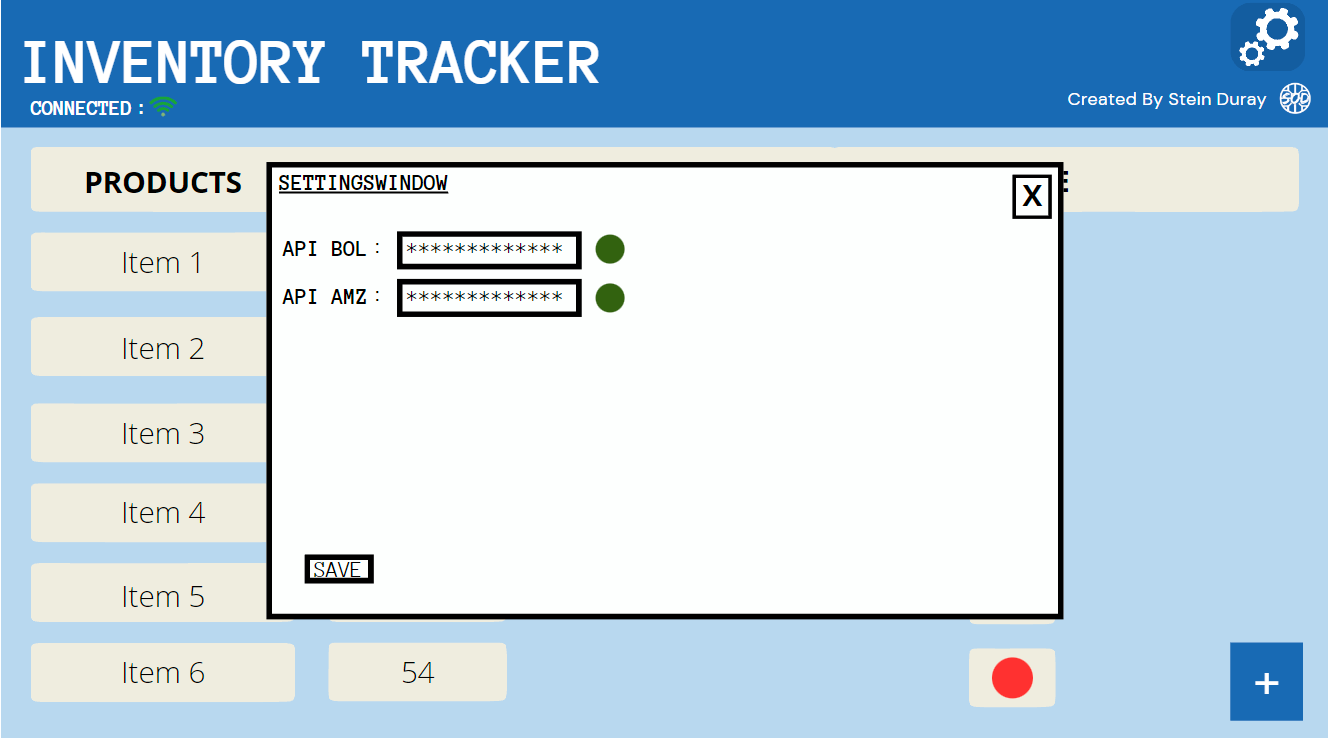 INVENTORY TRACKER
CONNECTED :
Created By Stein Duray
SOD
PRODUCTS
E
SETTINGSWINDOW
X
Item 1
API BOL :
*************
API AMZ :
*************
Item 2
Item 3
Item 4
Item 5
SAVE
Item 6
54
+